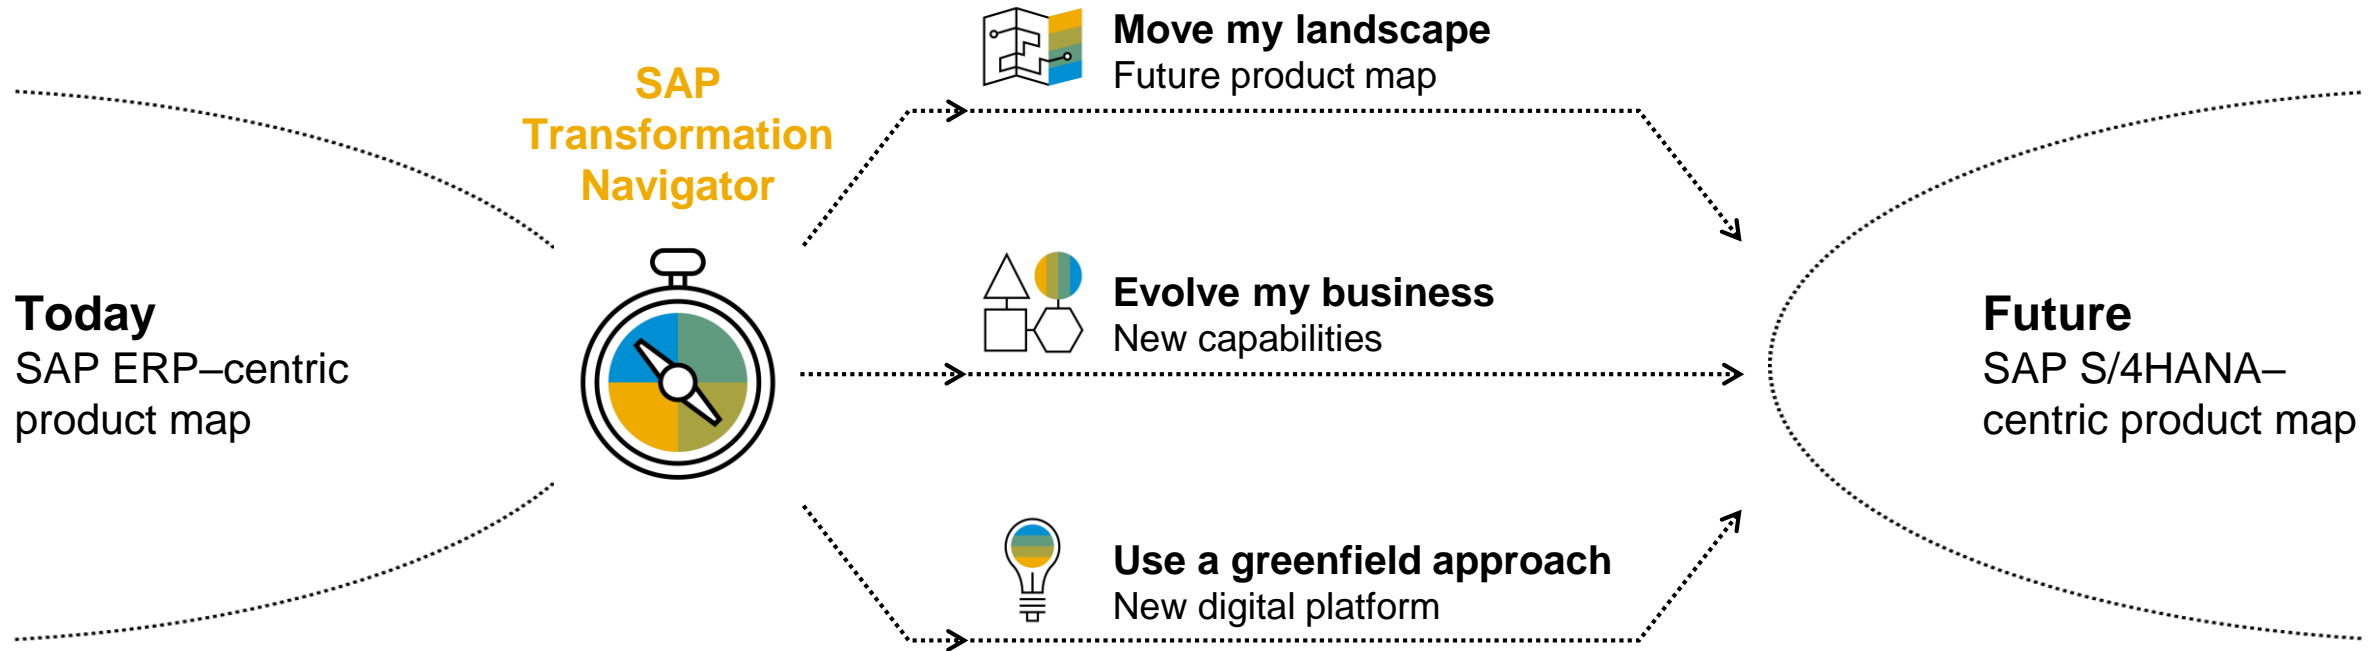 Today
SAP ERP–centric
product map
SAP
Transformation
Navigator
Move my landscape
Future product map
Evolve my business
New capabilities
Use a greenfield approach
New digital platform
Future
SAP S/4HANA–
centric product map